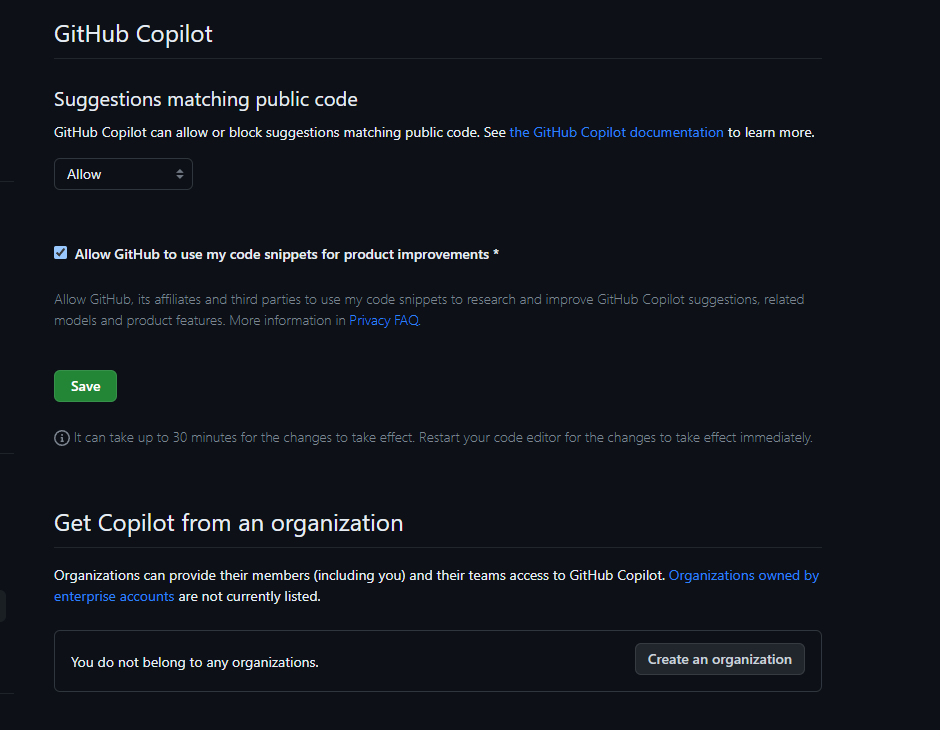 GitHub Copilot
Suggestions matching public code
GitHub Copilot can allow or block suggestions matching public code. See the GitHub Copilot documentation to learn more.
Allow
Allow GitHub to use my code snippets for product improvements *
Allow GitHub, its affiliates and third parties to use my code snippets to research and improve GitHub Copilot suggestions, related
models and product features. More information in Privacy FAQ.
Save
It can take up to 30 minutes for the changes to take effect. Restart your code editor for the changes to take effect immediately.
Get Copilot from an organization
Organizations can provide their members (including you) and their teams access to GitHub Copilot. Organizations owned by
enterprise accounts are not currently listed.
You do not belong to any organizations.
Create an organization